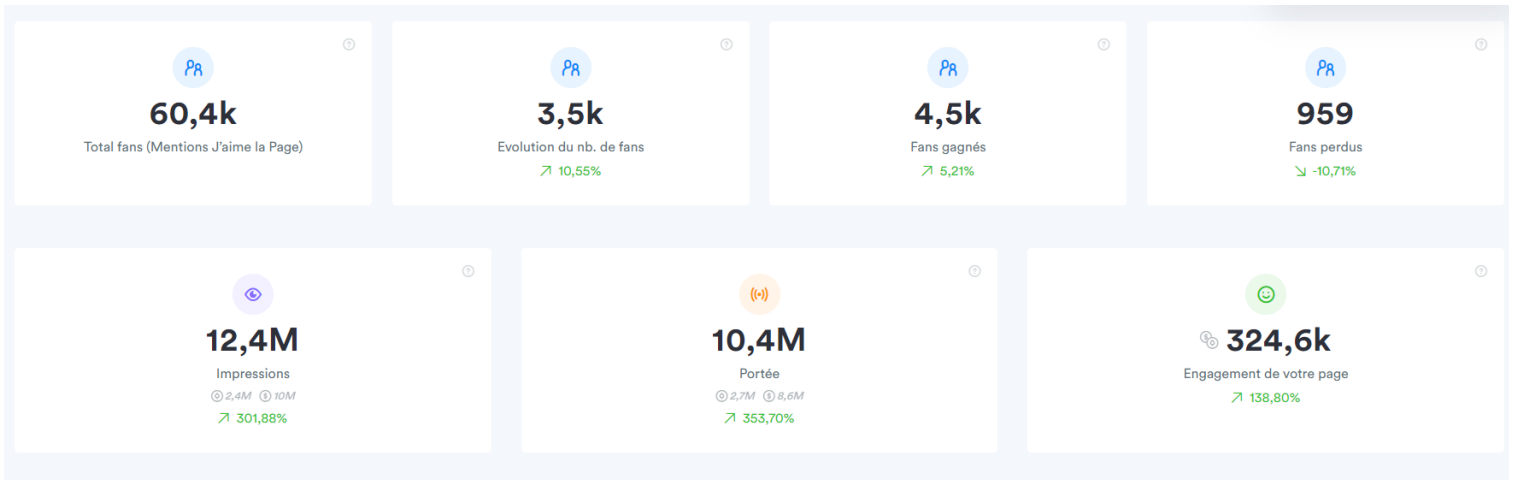 60,4k
Total fans (Mentions J'aime la Page)
3,5k
Evolution du nb. de fans
10,55%
4,5k
Fans gagnés
5,21%
959
Fans perdus
-10,71%
12,4M
Impressions
2,4M $ 10M
301,88%
10,4M
Portée
2,7M $ 8,6M
353,70%
324,6k
Engagement de votre page
138,80%